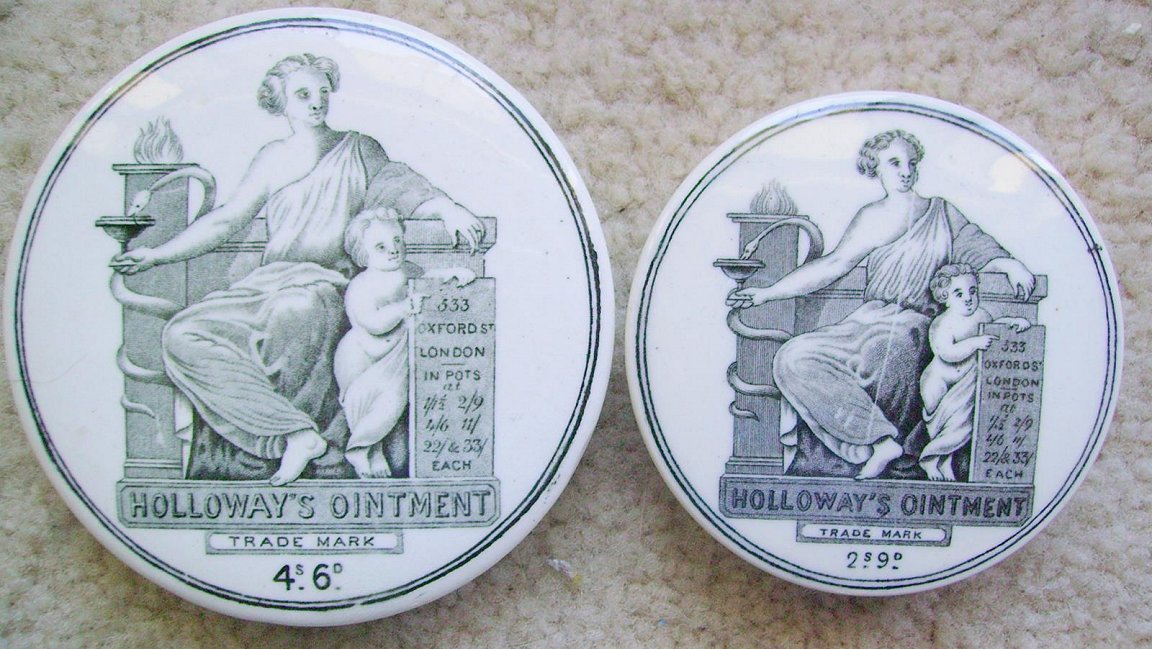 533
OXFORD ST
LONDON
IN POTS
at
1/1½ 2/9
4/6 11/
22/ & 33/
EACH
HOLLOWAY'S OINTMENT
TRADE MARK
4S. 6D.
533
OXFORD ST
LONDON
IN POTS
at
1/1½ 2/9
4/6 11/
22/ & 33/
EACH
HOLLOWAY'S OINTMENT
TRADE MARK
2S. 9D.